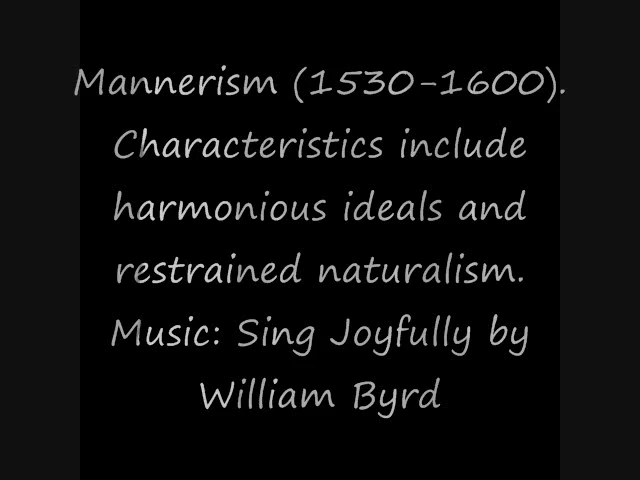 Mannerism (1530-1600).
Characteristics include
harmonious ideals and
restrained naturalism.
Music: Sing Joyfully by
William Byrd